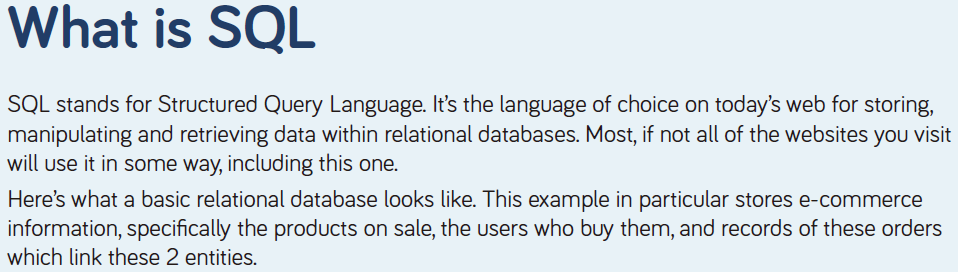 What is SQL
SQL stands for Structured Query Language. It's the language of choice on today's web for storing,
manipulating and retrieving data within relational databases. Most, if not all of the websites you visit
will use it in some way, including this one.
Here's what a basic relational database looks like. This example in particular stores e-commerce
information, specifically the products on sale, the users who buy them, and records of these orders
which link these 2 entities.